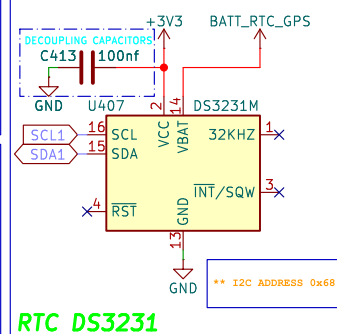 +3V3
BATT_RTC_GPS
DECOUPLING CAPACITORS
C413 100nf
GND
U407
DS3231M
2
14
SCL1 16 SCL
VCC
VBAT
32KHZ 1
SDA1 15 SDA
INT/SQW 3
4 RST
GND
13
GND
** I2C ADDRESS 0x68
RTC DS3231